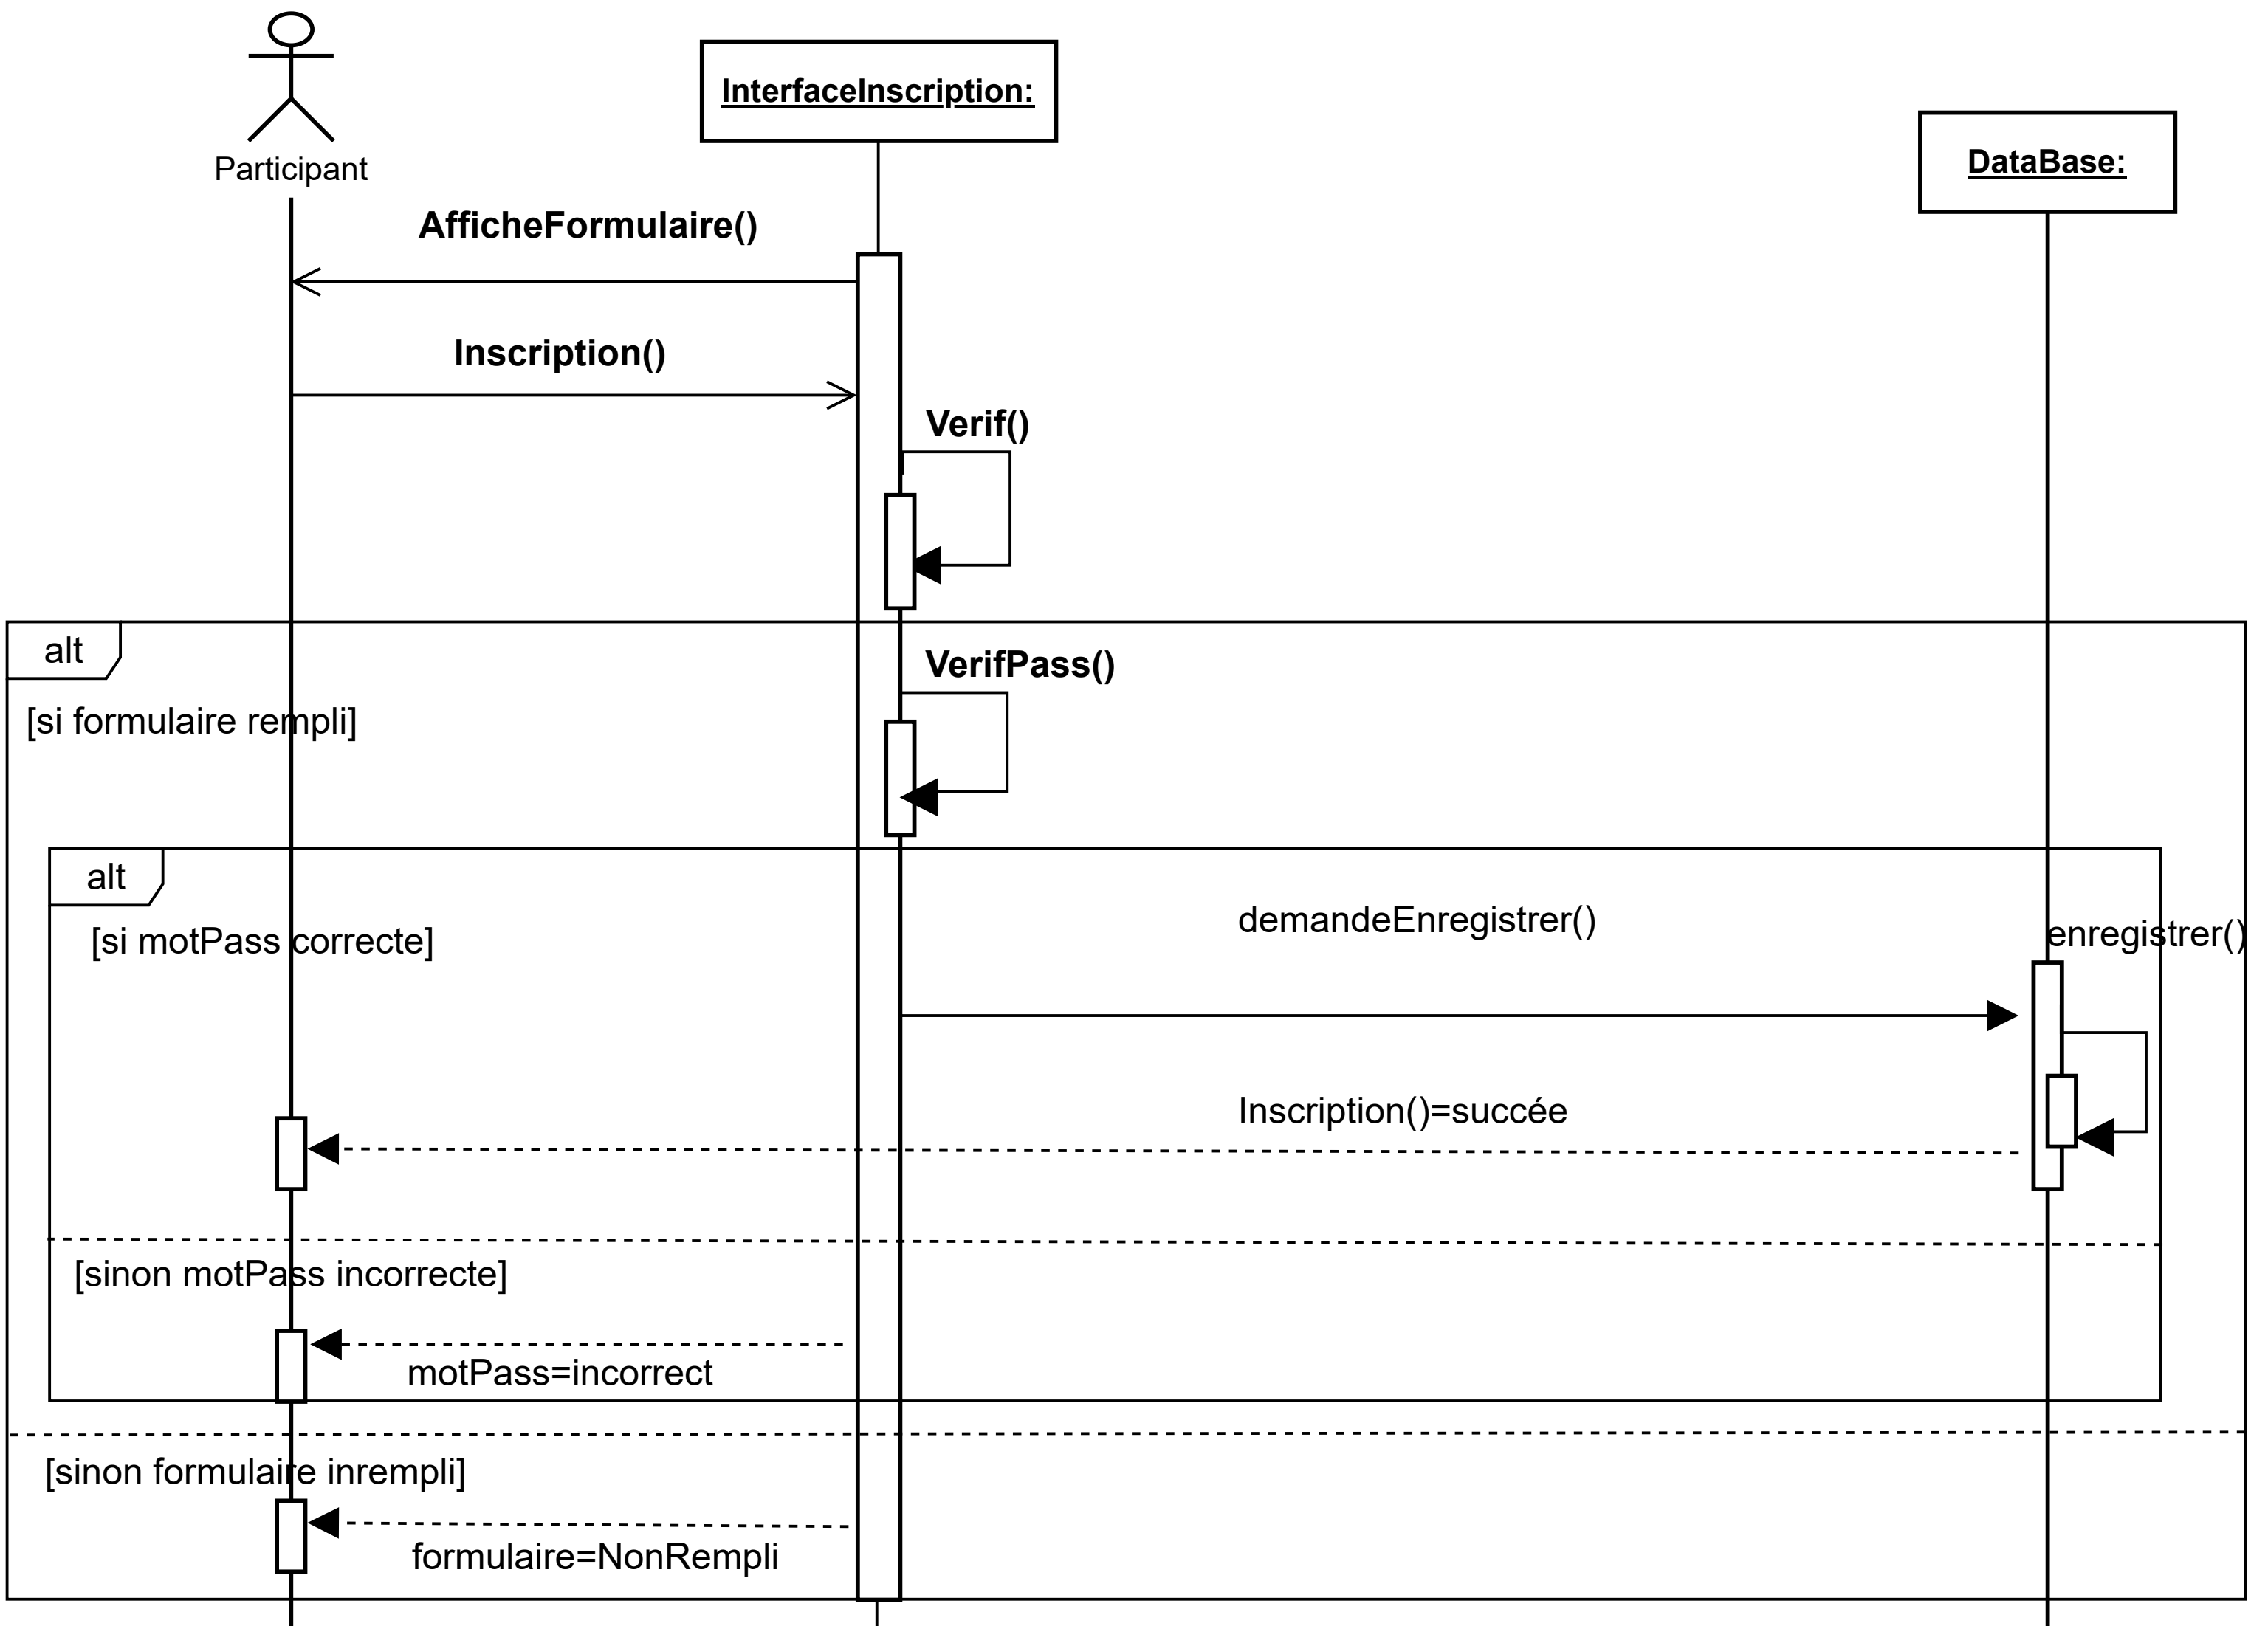 InterfaceInscription:
DataBase:
Participant
AfficheFormulaire()
Inscription()
Verif()
alt
VerifPass()
[si formulaire rempli]
alt
demandeEnregistrer()
enregistrer()
[si motPass correcte]
Inscription()=succée
[sinon motPass incorrecte]
motPass=incorrect
[sinon formulaire inrempli]
formulaire=NonRempli